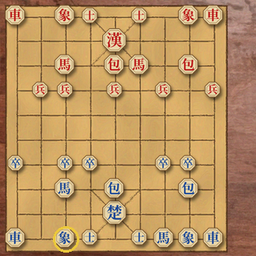 車 象 士 士 象 車
漢
馬 包 馬 包
兵 兵 兵 兵 兵
卒 卒 卒 卒 卒
馬 包 包
楚
車 象 士 士 馬 象 車